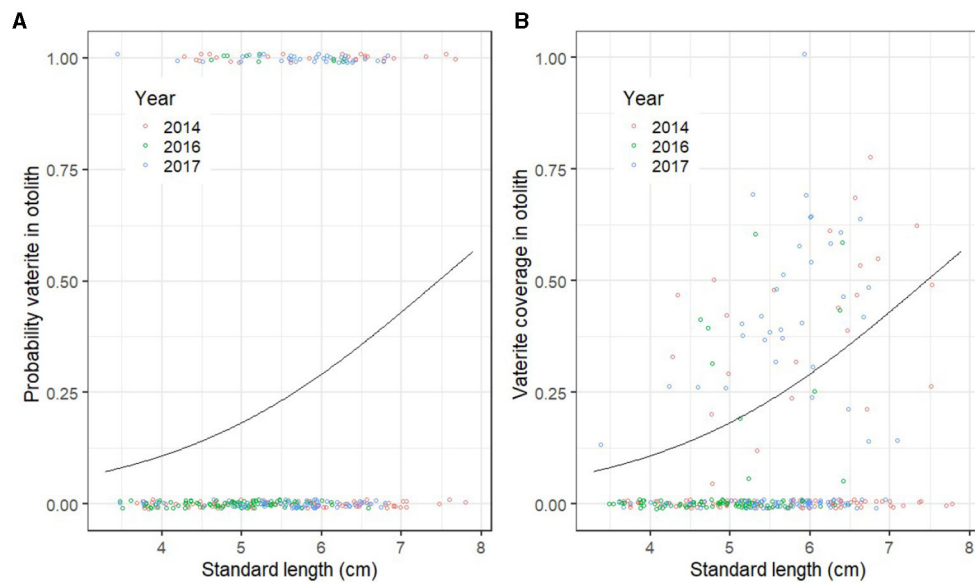 A
Probability vaterite in otolith
1.00
0.75
0.50
0.25
0.00
Year
2014
2016
2017
4 5 6 7 8
Standard length (cm)
B
Vaterite coverage in otolith
1.00
0.75
0.50
0.25
0.00
Year
2014
2016
2017
4 5 6 7 8
Standard length (cm)